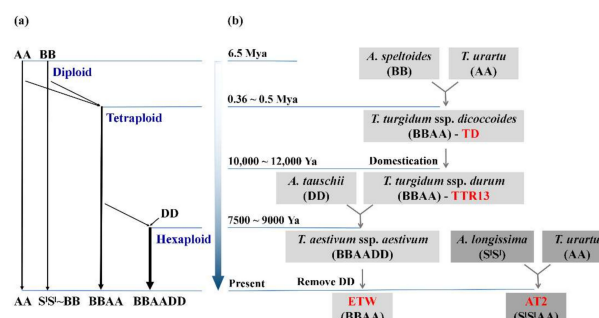 (a)
AA BB
Diploid
Tetraploid
DD
Hexaploid
AA SˡSˡ~BB BBAA BBAADD
(b)
6.5 Mya
A. speltoides
(BB)
T. urartu
(AA)
0.36 ~ 0.5 Mya
T. turgidum ssp. dicoccoides
(BBAA) - TD
10,000 ~ 12,000 Ya
Domestication
A. tauschii
(DD)
T. turgidum ssp. durum
(BBAA) - TTR13
7500 ~ 9000 Ya
T. aestivum ssp. aestivum
(BBAADD)
A. longissima
(SˡSˡ)
T. urartu
(AA)
Present
Remove DD
ETW
(BBAA)
AT2
(SˡSˡAA)